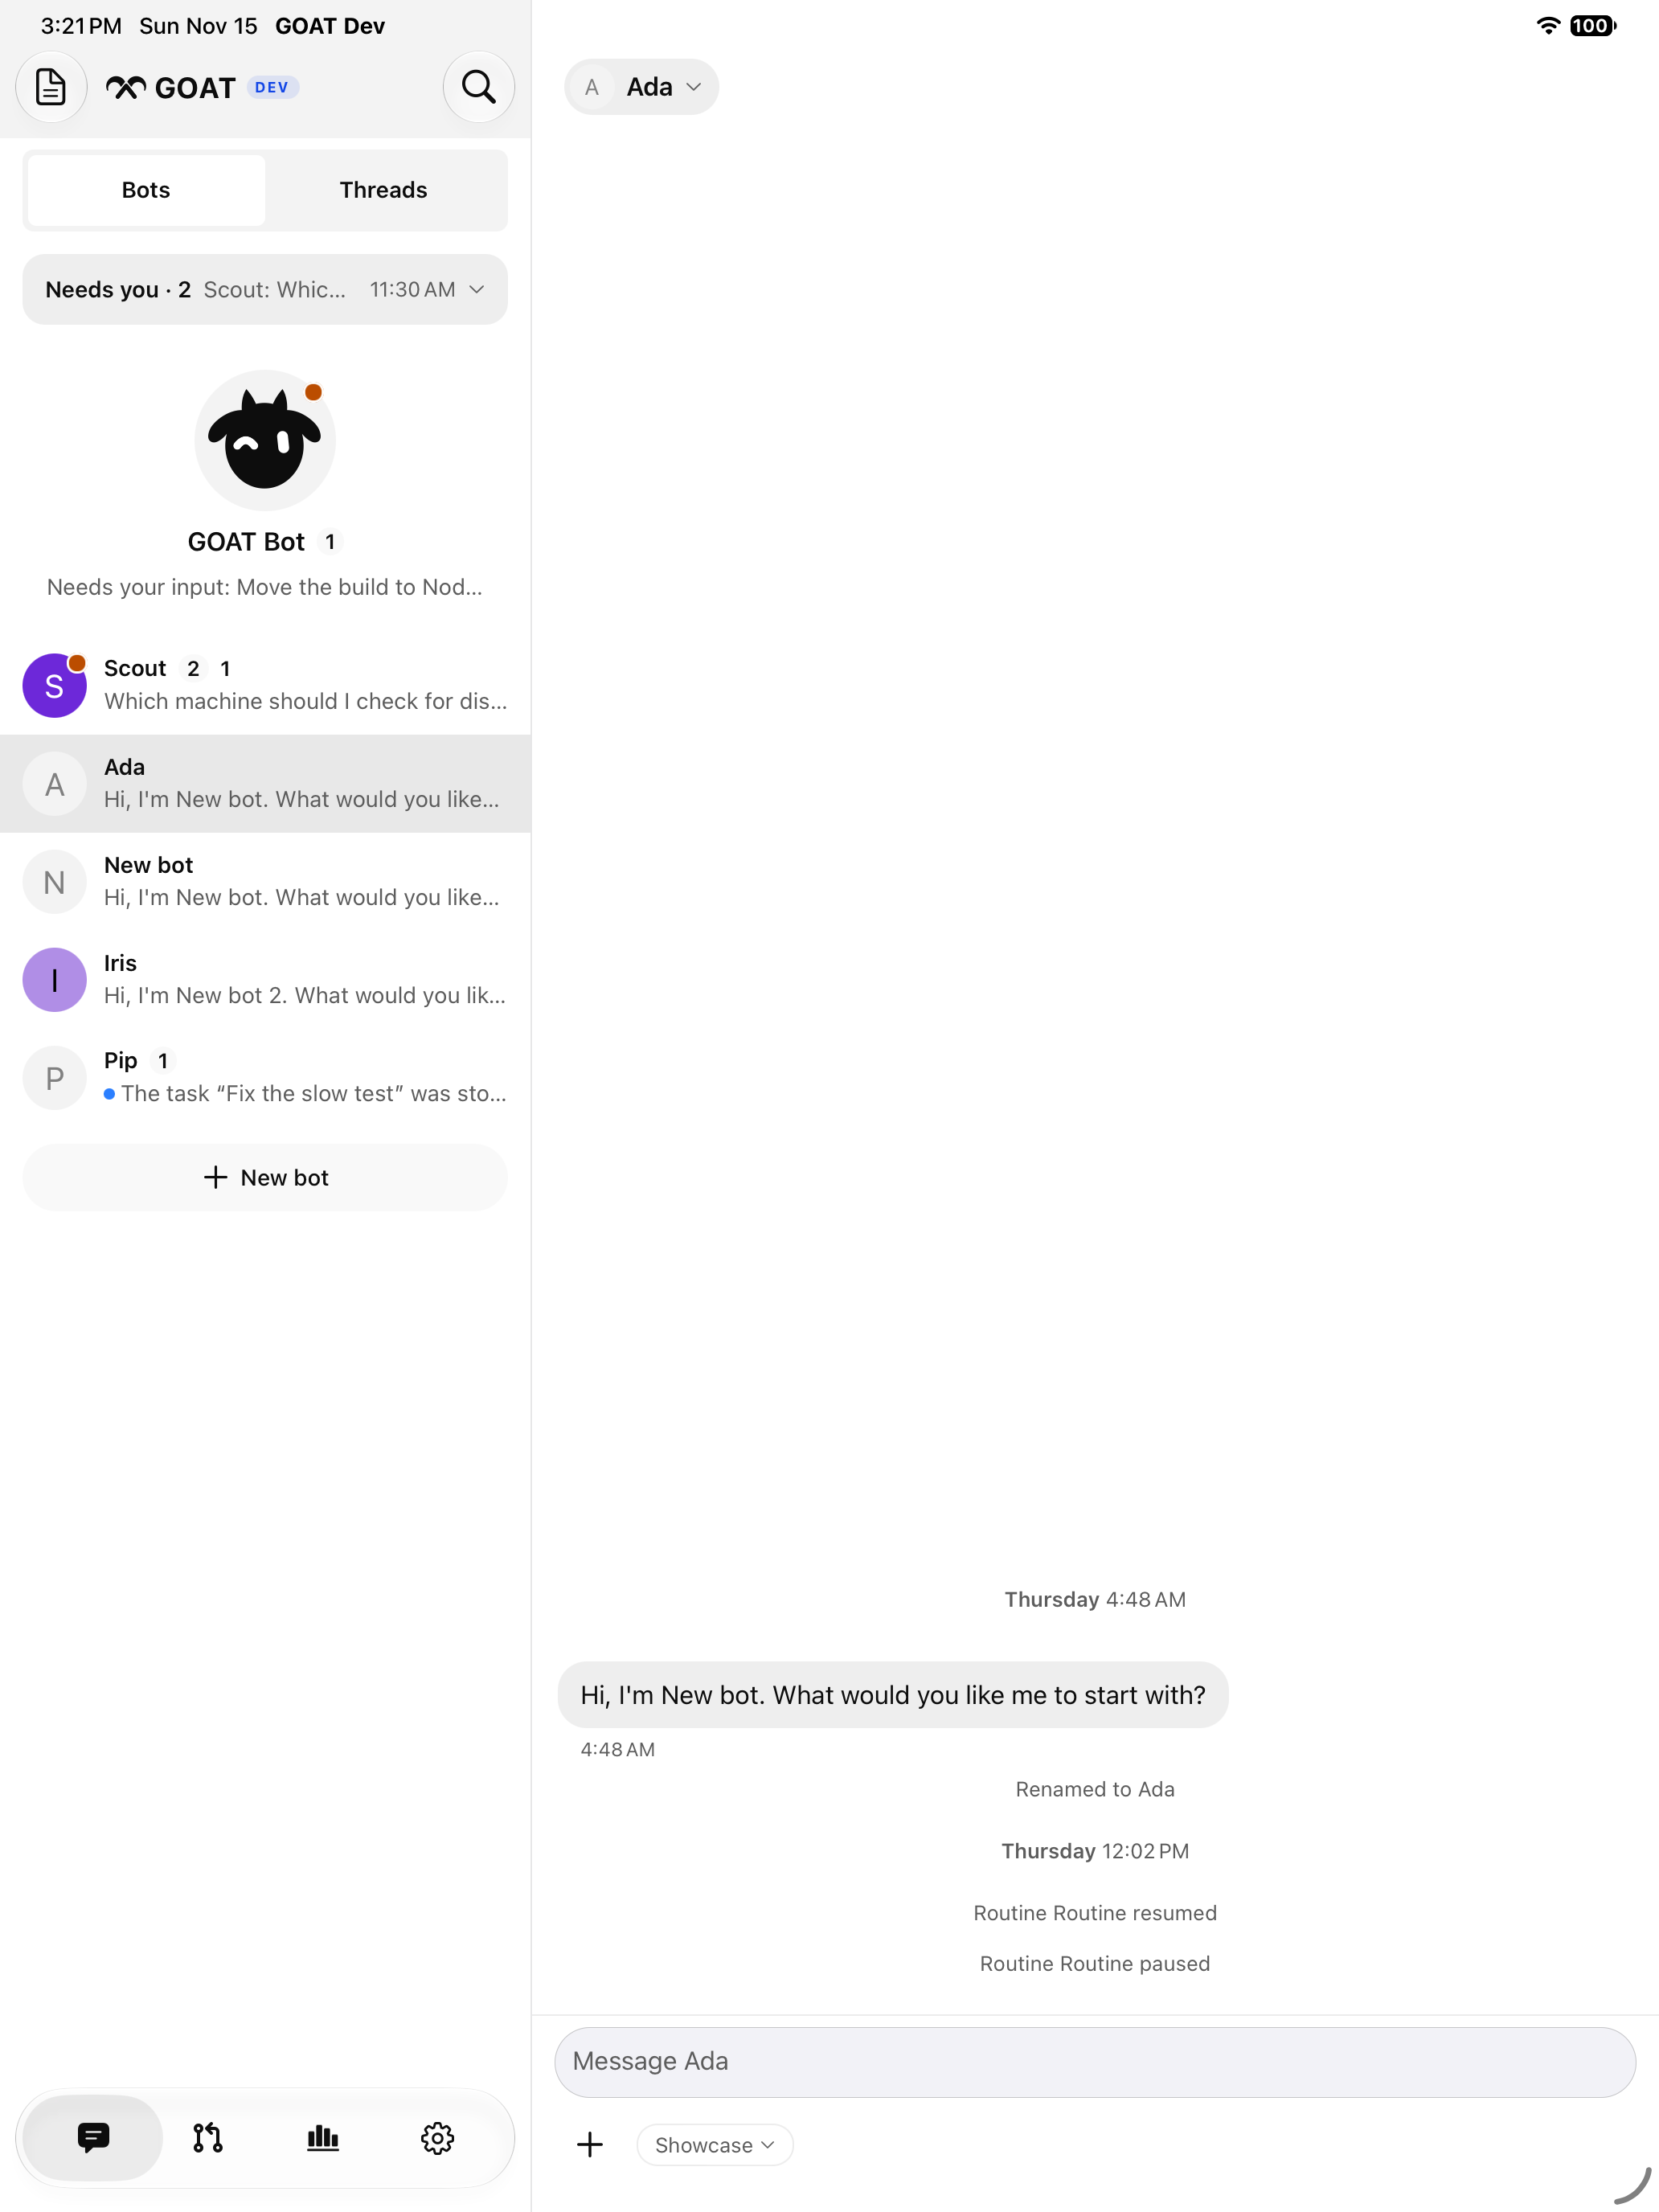 3:21 PM Sun Nov 15 GOAT Dev
100
GOAT DEV
Bots
Threads
Needs you · 2 Scout: Whic... 11:30 AM
GOAT Bot 1
Needs your input: Move the build to Nod...
S
Scout 2 1
Which machine should I check for dis...
A
Ada
Hi, I'm New bot. What would you like...
N
New bot
Hi, I'm New bot. What would you like...
I
Iris
Hi, I'm New bot 2. What would you lik...
P
Pip 1
The task “Fix the slow test” was sto...
New bot
A Ada
Thursday 4:48 AM
Hi, I'm New bot. What would you like me to start with?
4:48 AM
Renamed to Ada
Thursday 12:02 PM
Routine Routine resumed
Routine Routine paused
Message Ada
Showcase